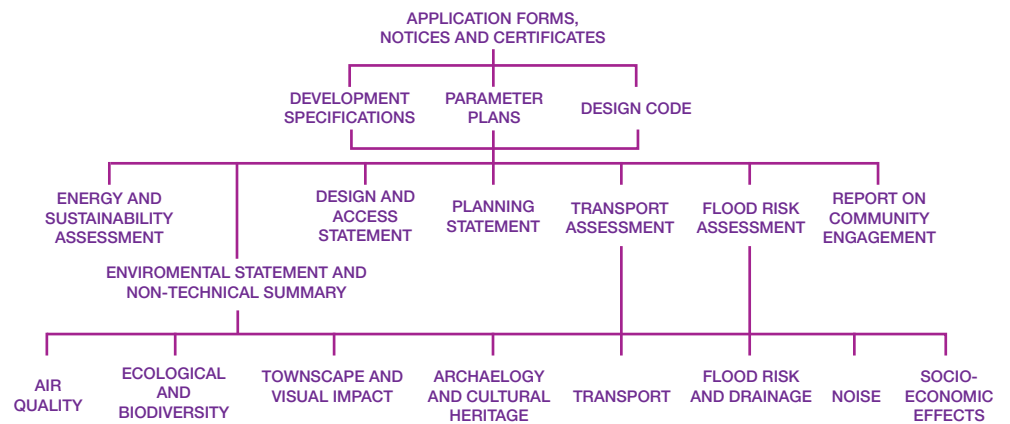 APPLICATION FORMS,
NOTICES AND CERTIFICATES
DEVELOPMENT
SPECIFICATIONS
PARAMETER
PLANS
DESIGN CODE
ENERGY AND
SUSTAINABILITY
ASSESSMENT
DESIGN AND
ACCESS
STATEMENT
PLANNING
STATEMENT
TRANSPORT
ASSESSMENT
FLOOD RISK
ASSESSMENT
REPORT ON
COMMUNITY
ENGAGEMENT
ENVIROMENTAL STATEMENT AND
NON-TECHNICAL SUMMARY
AIR
QUALITY
ECOLOGICAL
AND
BIODIVERSITY
TOWNSCAPE AND
VISUAL IMPACT
ARCHAELOGY
AND CULTURAL
HERITAGE
TRANSPORT
FLOOD RISK
AND DRAINAGE
NOISE
SOCIO-
ECONOMIC
EFFECTS